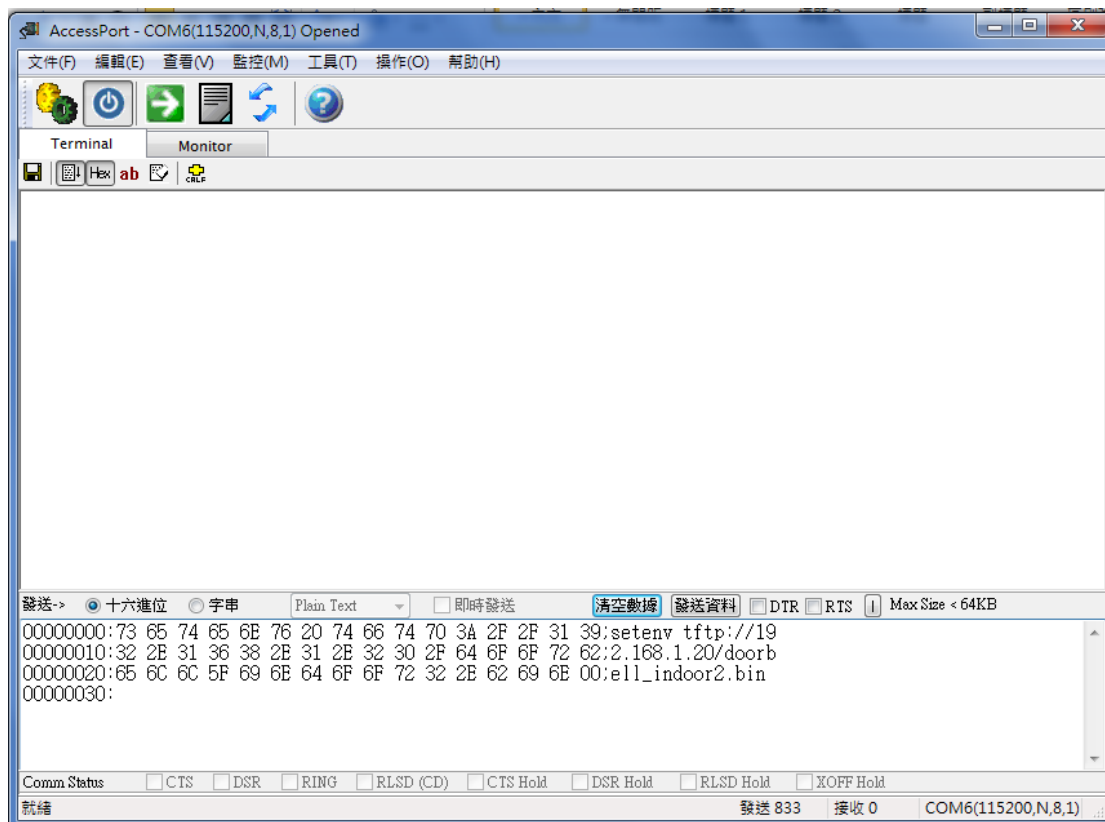 AccessPort - COM6(115200,N,8,1) Opened
文件(F) 編輯(E) 查看(V) 監控(M) 工具(T) 操作(O) 幫助(H)
Terminal Monitor
Hex ab CRLF
發送-> 十六進位 字串 Plain Text 即時發送 清空數據 發送資料 DTR RTS Max Size < 64KB
00000000:73 65 74 65 6E 76 20 74 66 74 70 3A 2F 2F 31 39;setenv tftp://19
00000010:32 2E 31 36 38 2E 31 2E 32 30 2F 64 6F 6F 72 62;2.168.1.20/doorb
00000020:65 6C 6C 5F 69 6E 64 6F 6F 72 32 2E 62 69 6E 00;ell_indoor2.bin
00000030:
Comm Status CTS DSR RING RLSD (CD) CTS Hold DSR Hold RLSD Hold XOFF Hold
就緒 發送 833 接收 0 COM6(115200,N,8,1)